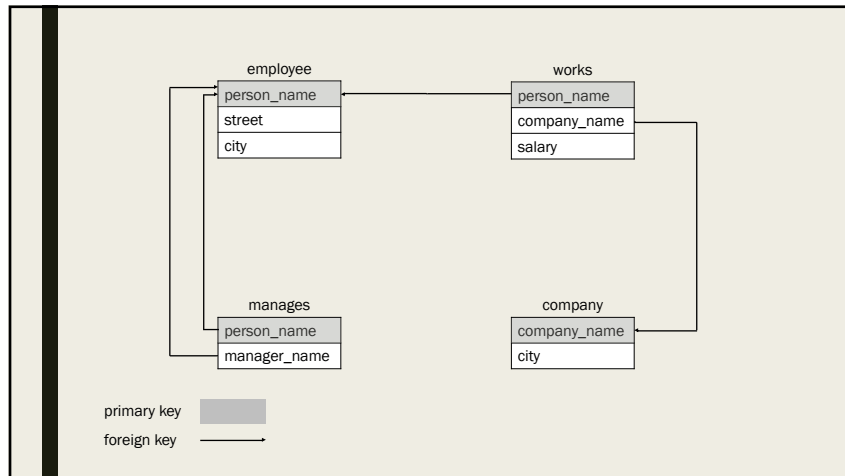 employee
person_name
street
city
works
person_name
company_name
salary
manages
person_name
manager_name
company
company_name
city
primary key
foreign key